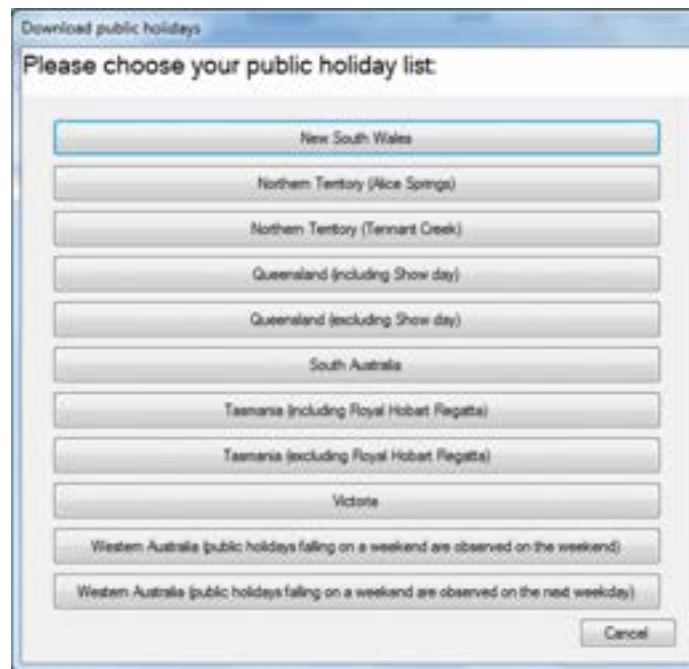 Download public holidays
Please choose your public holiday list:
New South Wales
Northern Territory (Alice Springs)
Northern Territory (Tennant Creek)
Queensland (including Show day)
Queensland (excluding Show day)
South Australia
Tasmania (including Royal Hobart Regatta)
Tasmania (excluding Royal Hobart Regatta)
Victoria
Western Australia (public holidays falling on a weekend are observed on the weekend)
Western Australia (public holidays falling on a weekend are observed on the next weekday)
Cancel